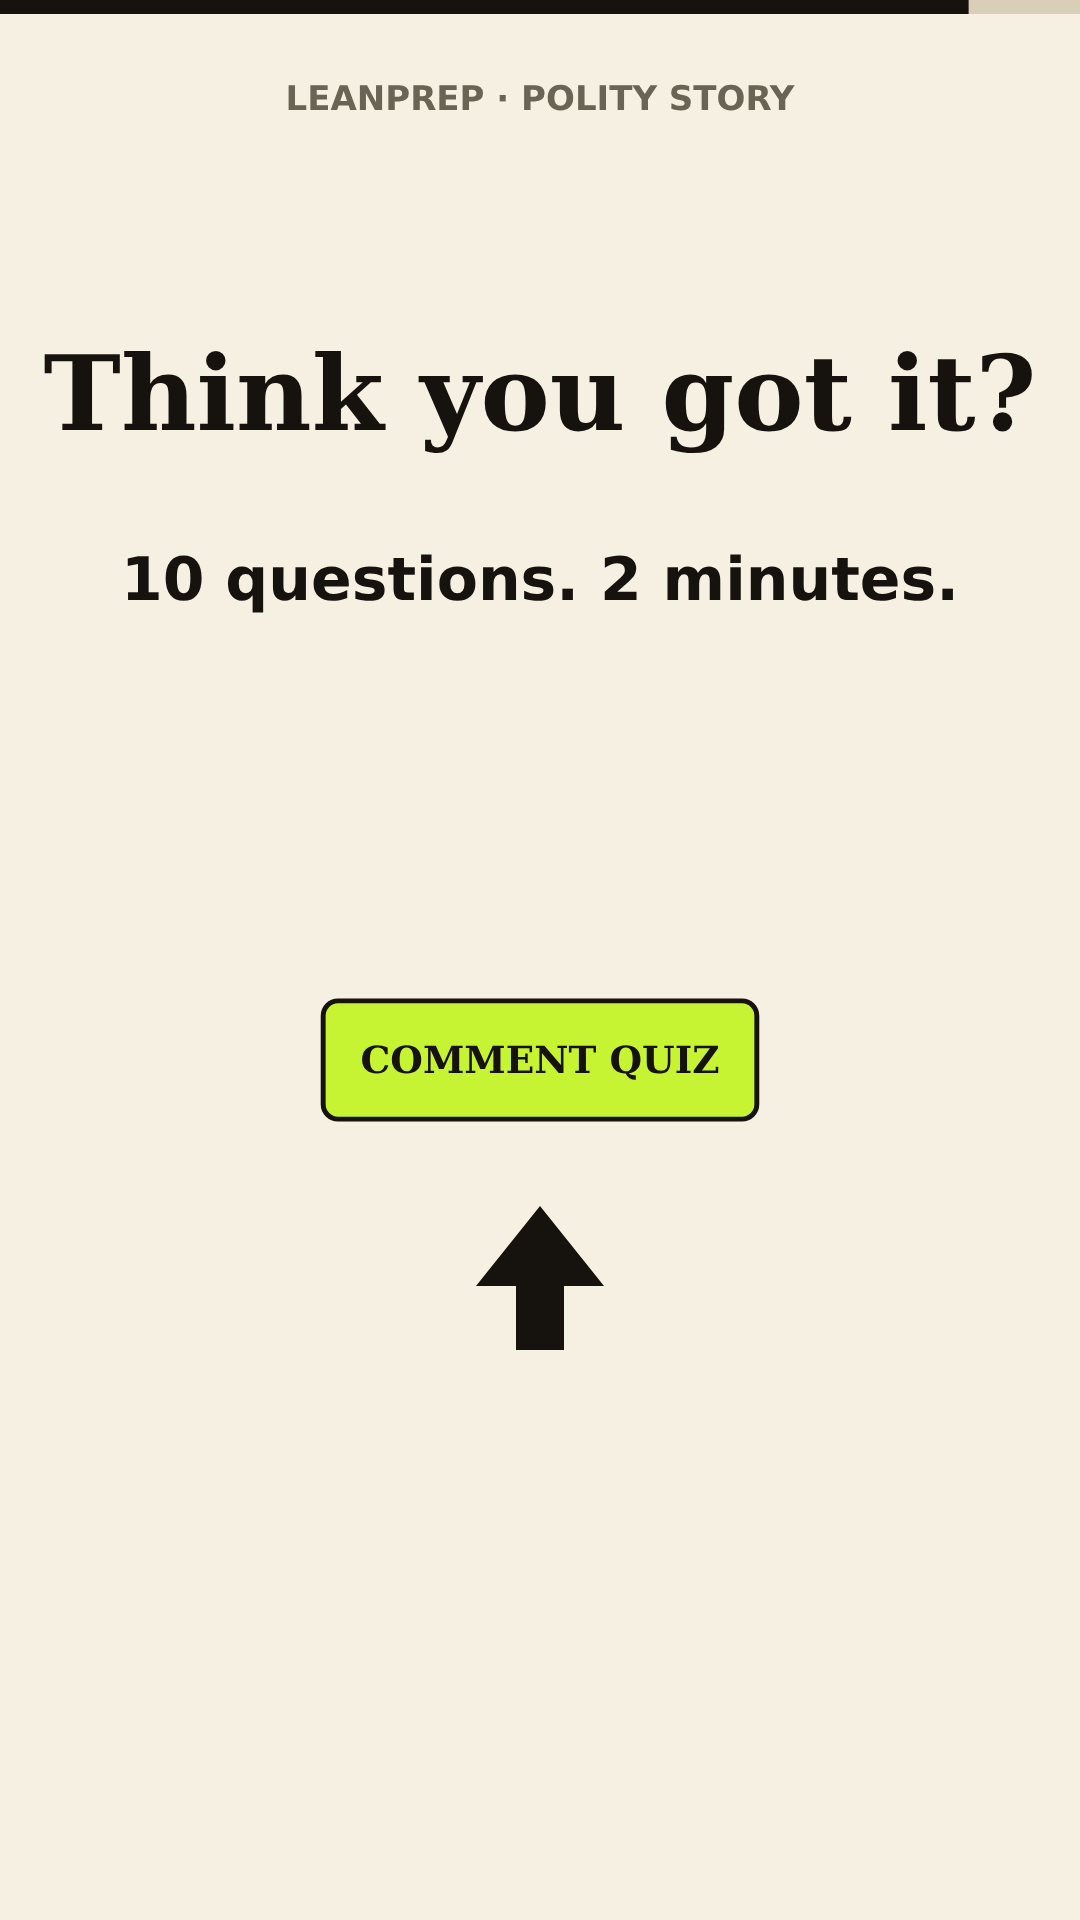 LEANPREP · POLITY STORY
Think you got it?
10 questions. 2 minutes.
COMMENT QUIZ